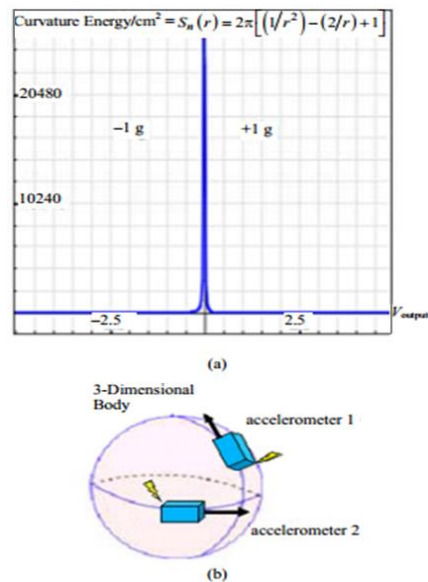 Curvature Energy/cm² = Sₙ(r) = 2π[(1/r²) − (2/r) + 1]
20480
−1 g +1 g
10240
−2.5 2.5 Voutput
(a)
3-Dimensional
Body
accelerometer 1
accelerometer 2
(b)